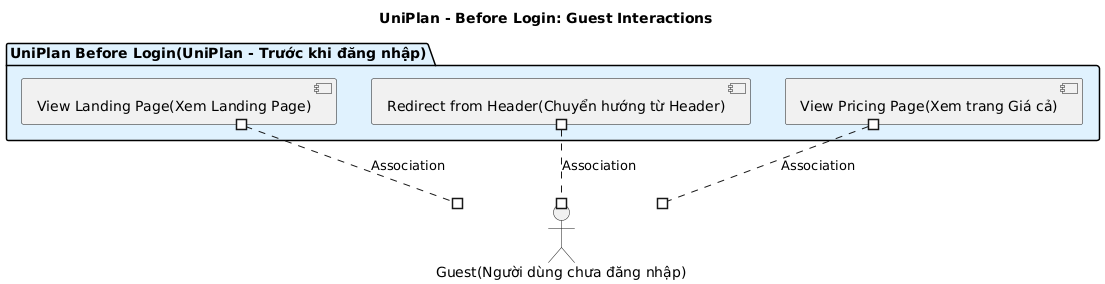 UniPlan - Before Login: Guest Interactions
UniPlan Before Login(UniPlan - Trước khi đăng nhập)
View Landing Page(Xem Landing Page)
Redirect from Header(Chuyển hướng từ Header)
View Pricing Page(Xem trang Giá cả)
Association
Association
Association
Guest(Người dùng chưa đăng nhập)